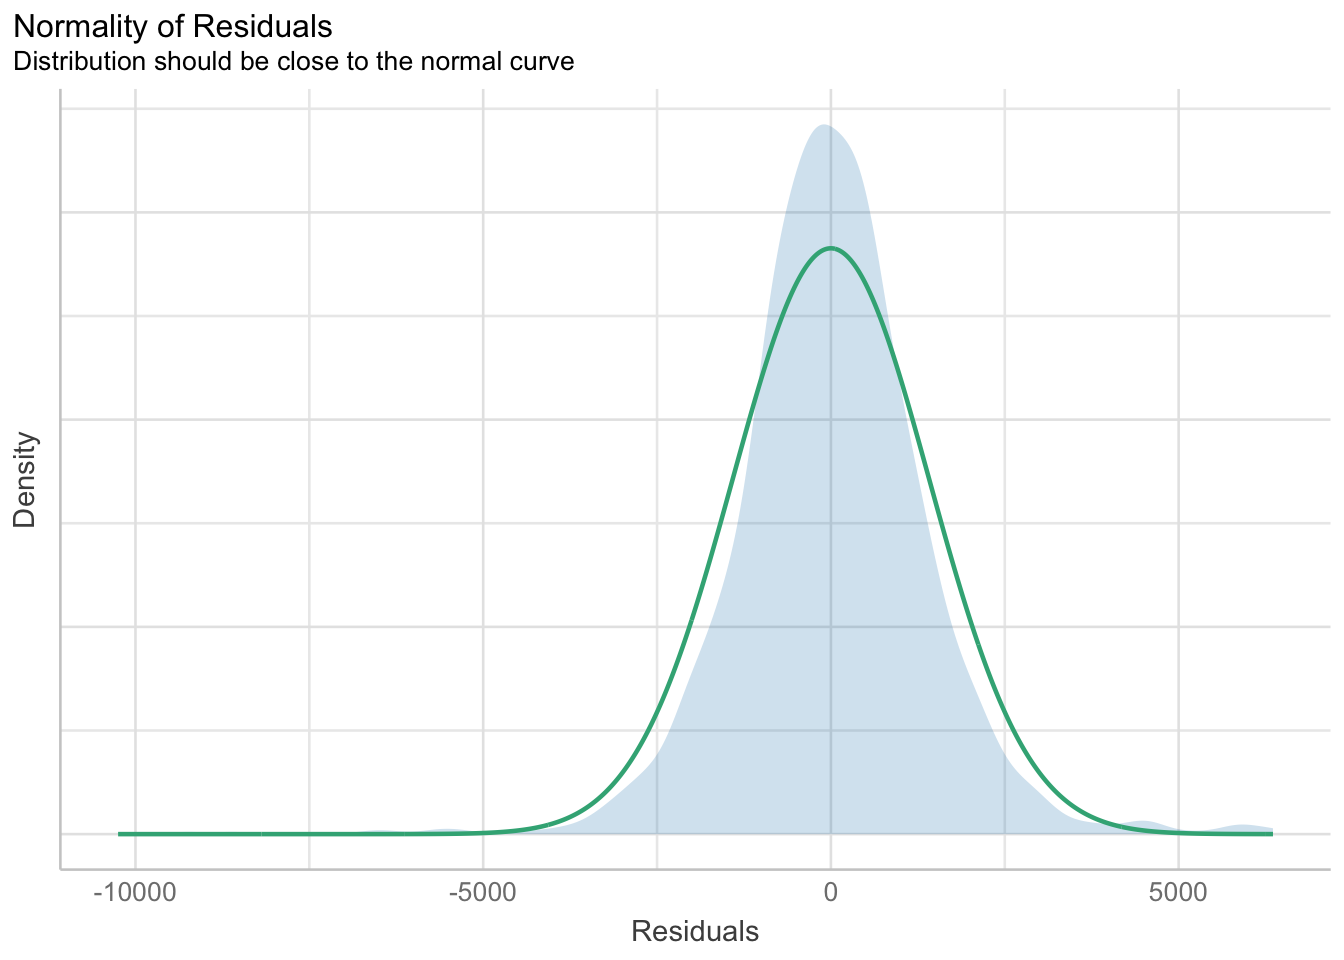 Normality of Residuals
Distribution should be close to the normal curve
Density
-10000
-5000
0
5000
Residuals